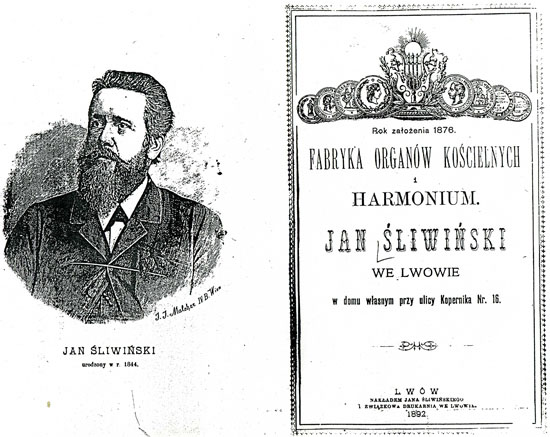 JAN ŚLIWIŃSKI
urodzony w r. 1844.
Rok założenia 1876.
FABRYKA ORGANÓW KOŚCIELNYCH
i
HARMONIUM.
JAN ŚLIWIŃSKI
WE LWOWIE
w domu własnym przy ulicy Kopernika Nr. 16.
LWÓW
NAKŁADEM JANA ŚLIWIŃSKIEGO
I ZWIĄZKOWA DRUKARNIA WE LWOWIE.
1892